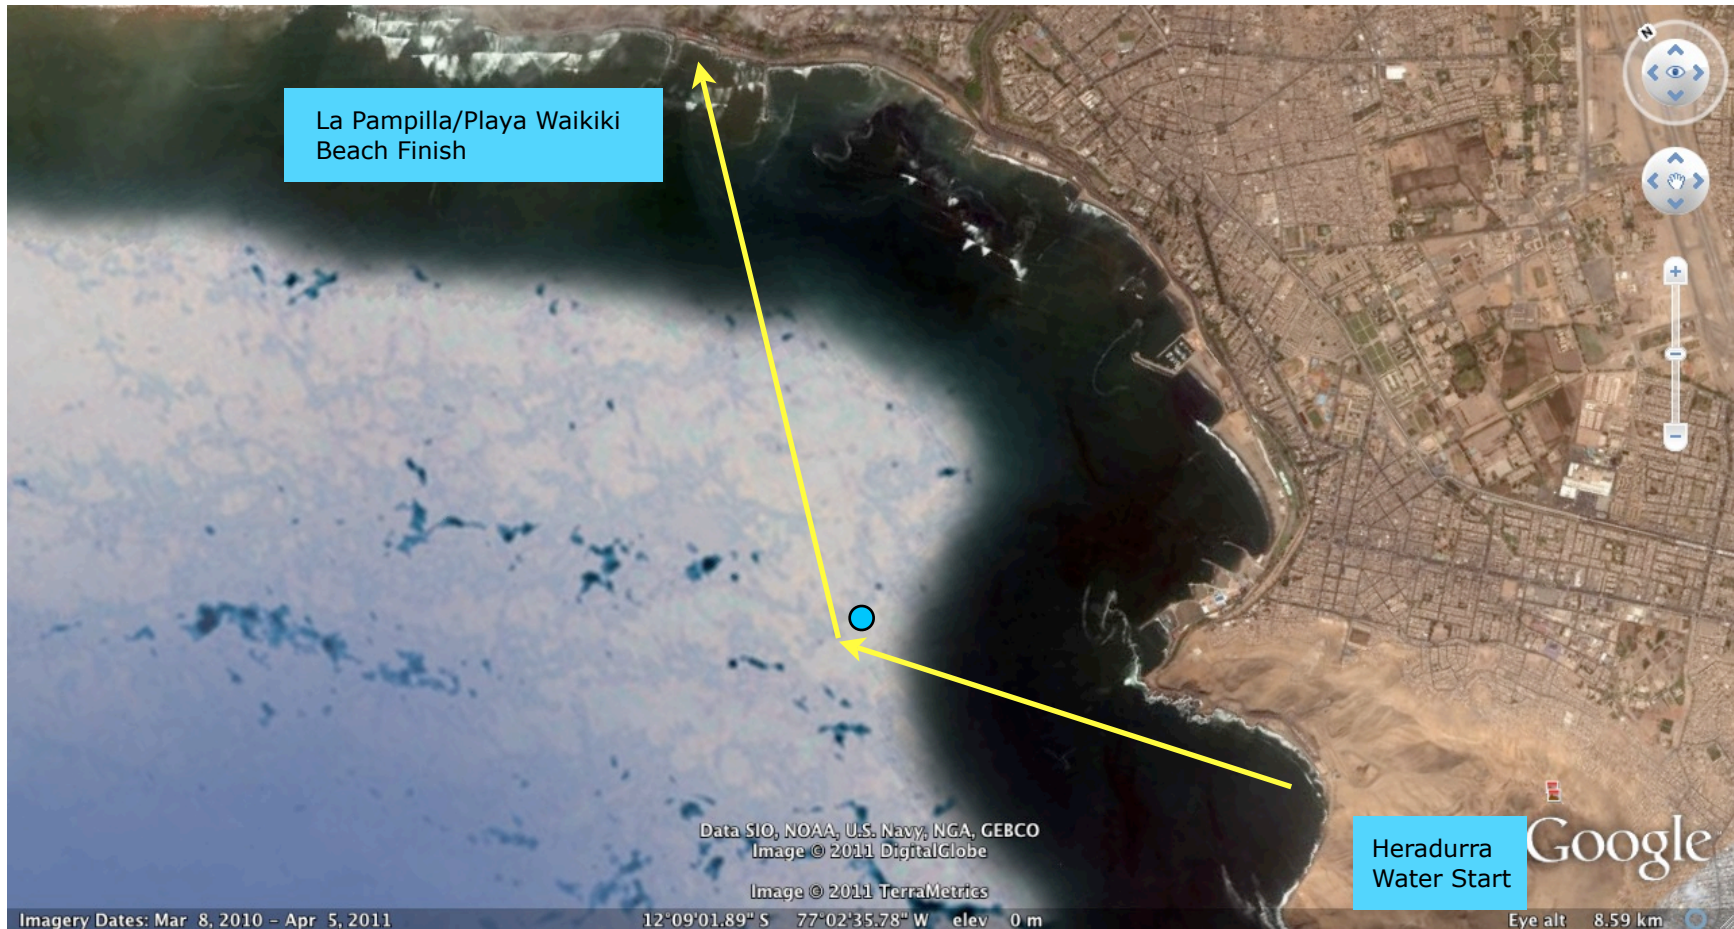 N
La Pampilla/Playa Waikiki
Beach Finish
Data SIO, NOAA, U.S. Navy, NGA, GEBCO
Image © 2011 DigitalGlobe
Image © 2011 TerraMetrics
Heradurra
Water Start
Google
Imagery Dates: Mar 8, 2010 - Apr 5, 2011
12°09'01.89" S 77°02'35.78" W elev 0 m
Eye alt 8.59 km